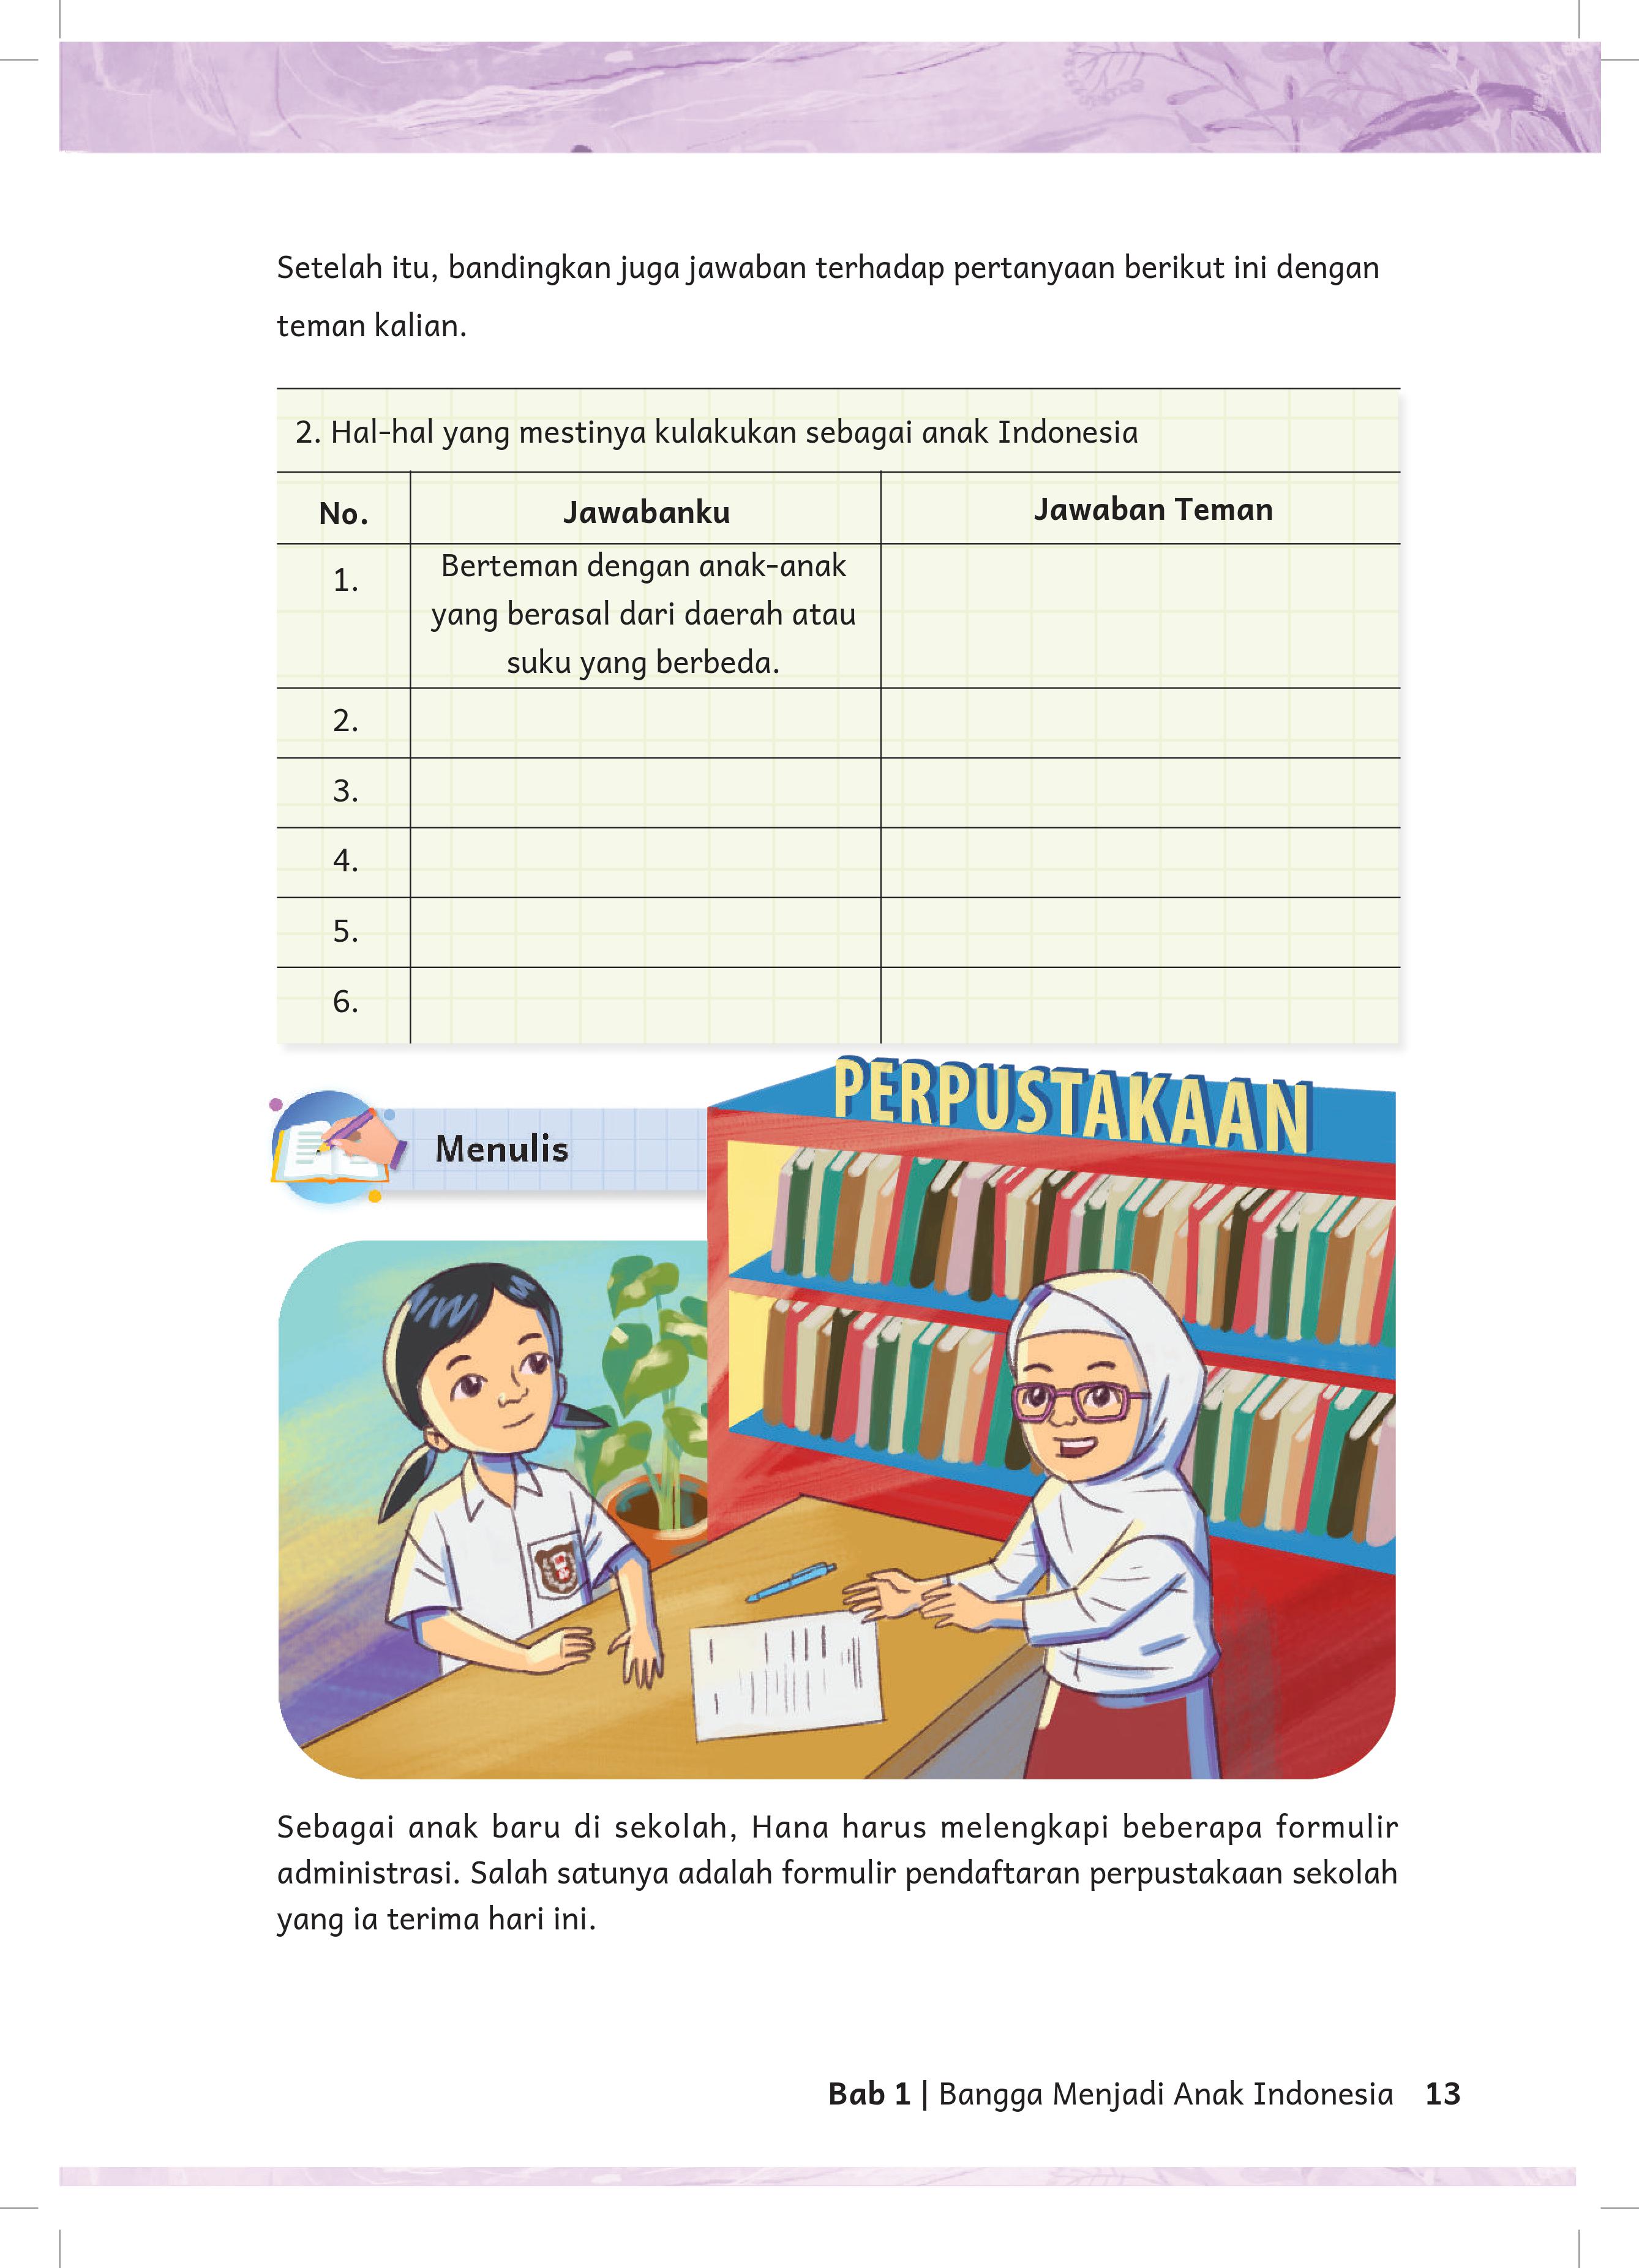 Setelah itu, bandingkan juga jawaban terhadap pertanyaan berikut ini dengan
teman kalian.
2. Hal-hal yang mestinya kulakukan sebagai anak Indonesia
No.
Jawabanku
Jawaban Teman
1.
Berteman dengan anak-anak
yang berasal dari daerah atau
suku yang berbeda.
2.
3.
4.
5.
6.
PERPUSTAKAAN
Menulis
Sebagai anak baru di sekolah, Hana harus melengkapi beberapa formulir
administrasi. Salah satunya adalah formulir pendaftaran perpustakaan sekolah
yang ia terima hari ini.
Bab 1 | Bangga Menjadi Anak Indonesia 13